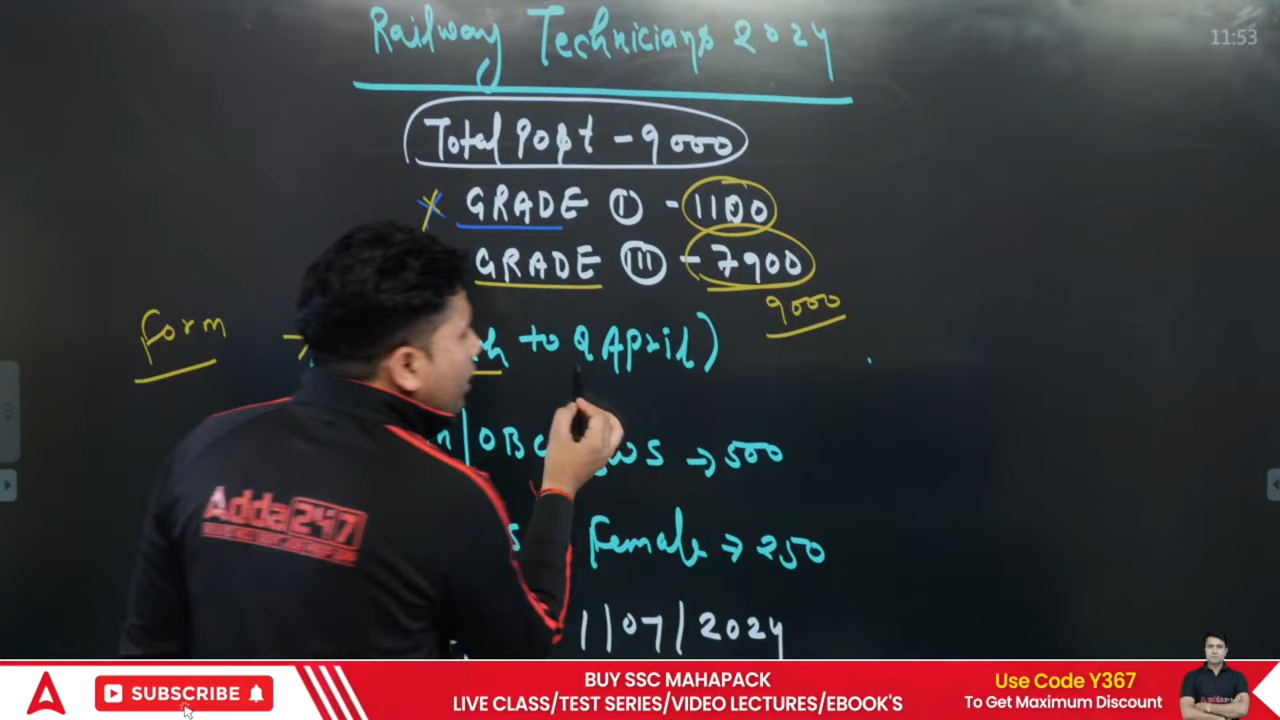 Railway Technicians 2024
11:53
Total Post - 9000
GRADE I - 1100
GRADE III - 7900
9000
Form → to 9 April)
OBC WS → 500
Female → 250
1/07/2024
Adda247
SUBSCRIBE
BUY SSC MAHAPACK
LIVE CLASS/TEST SERIES/VIDEO LECTURES/EBOOK'S
Use Code Y367
To Get Maximum Discount